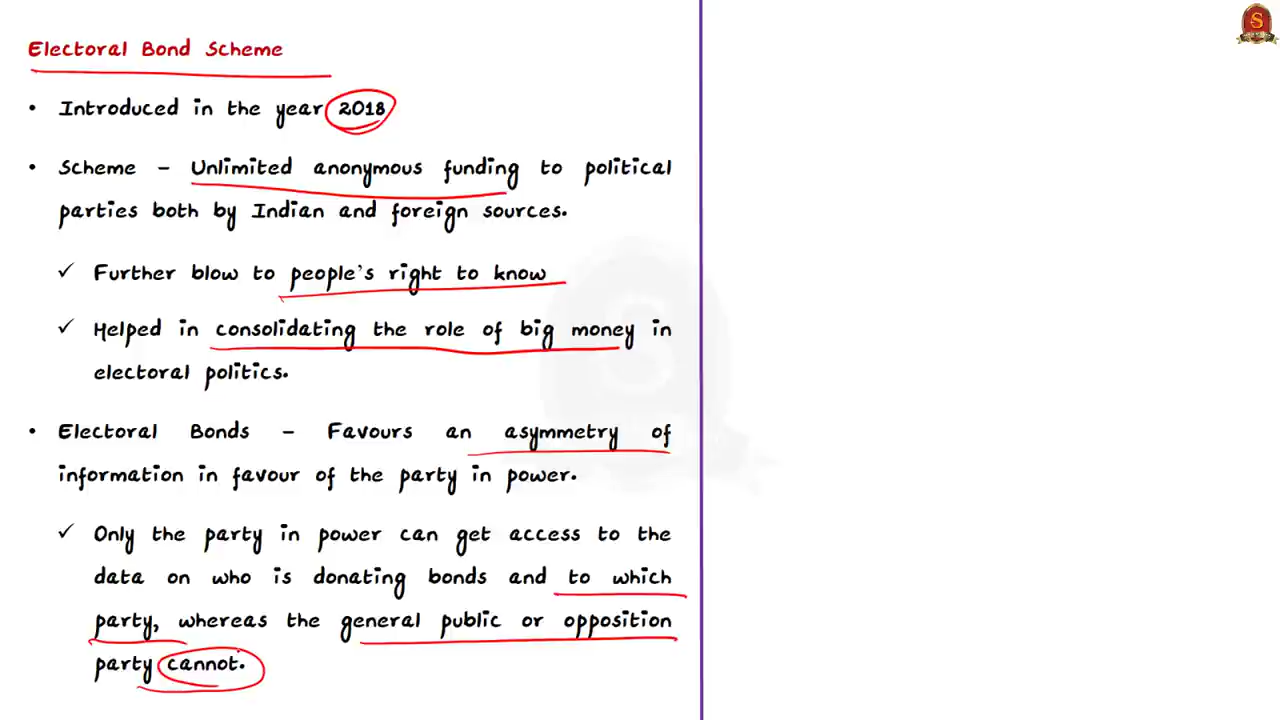 Electoral Bond Scheme
• Introduced in the year 2018
• Scheme – Unlimited anonymous funding to political
parties both by Indian and foreign sources.
✓ Further blow to people's right to know
✓ Helped in consolidating the role of big money in
electoral politics.
• Electoral Bonds – Favours an asymmetry of
information in favour of the party in power.
✓ Only the party in power can get access to the
data on who is donating bonds and to which
party, whereas the general public or opposition
party cannot.